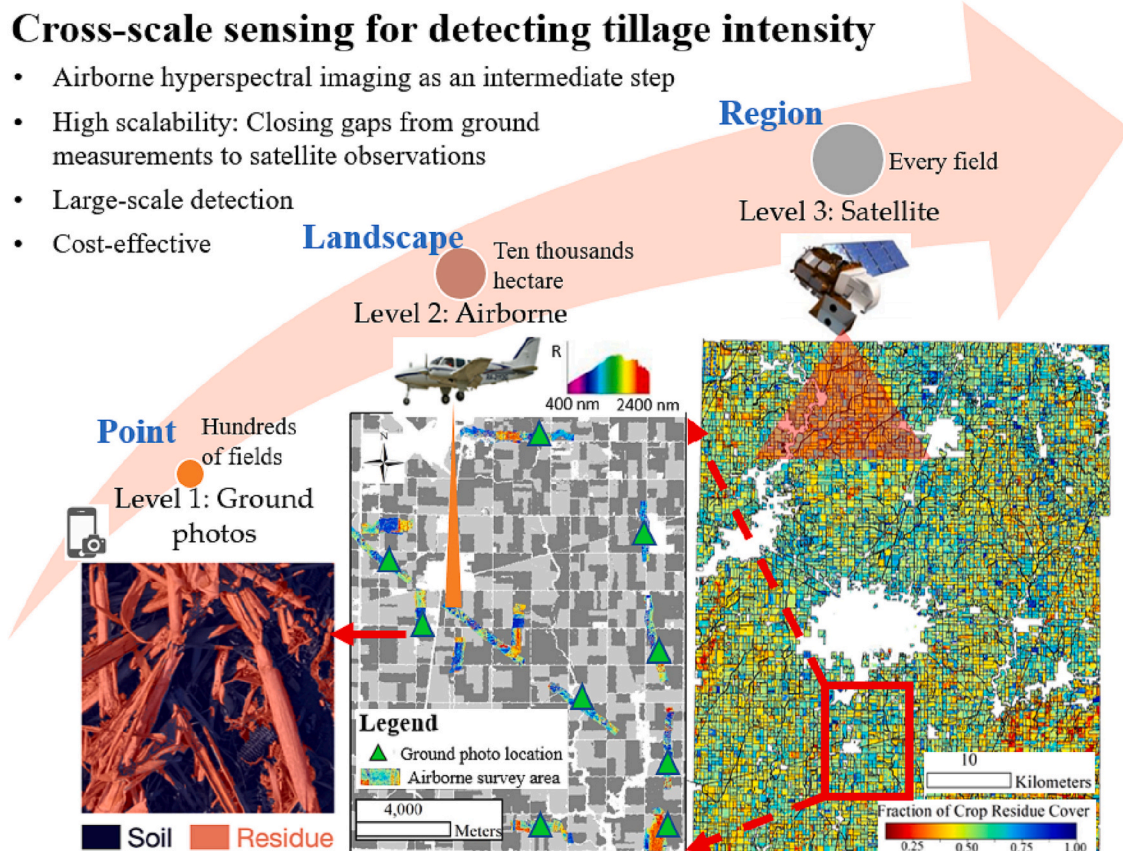 Cross-scale sensing for detecting tillage intensity
• Airborne hyperspectral imaging as an intermediate step
• High scalability: Closing gaps from ground
measurements to satellite observations
• Large-scale detection
• Cost-effective
Region
Every field
Level 3: Satellite
Landscape
Ten thousands
hectare
Level 2: Airborne
R
400 nm 2400 nm
Point
Hundreds
of fields
Level 1: Ground
photos
N
Legend
Ground photo location
Airborne survey area
4,000
Meters
Soil Residue
10
Kilometers
Fraction of Crop Residue Cover
0.25 0.50 0.75 1.00